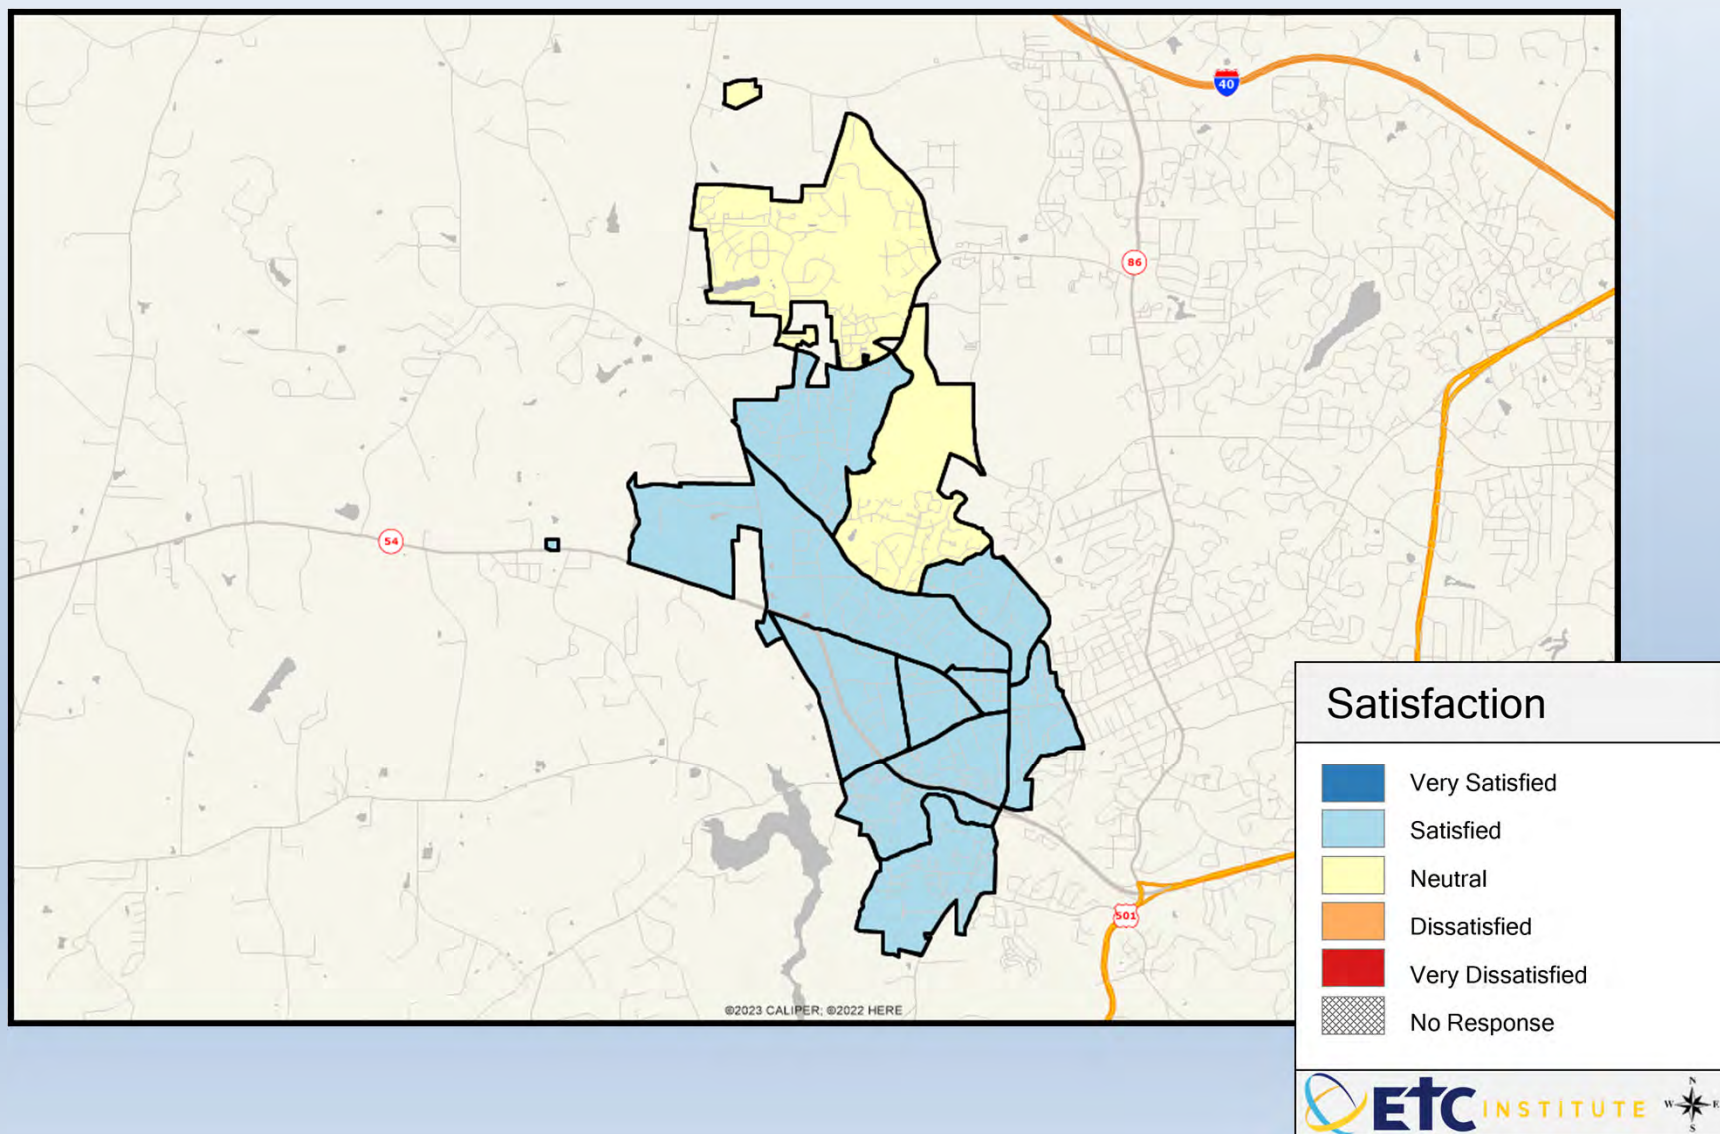 40
86
54
501
©2023 CALIPER; ©2022 HERE
Satisfaction
Very Satisfied
Satisfied
Neutral
Dissatisfied
Very Dissatisfied
No Response
ETC INSTITUTE
N
W E
S